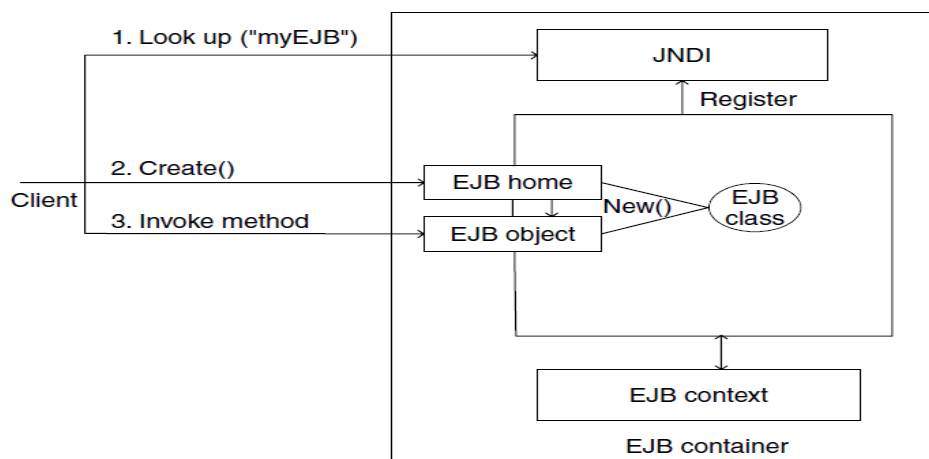 1. Look up ("myEJB")
JNDI
Register
2. Create()
EJB home
Client
New()
EJB
class
3. Invoke method
EJB object
EJB context
EJB container